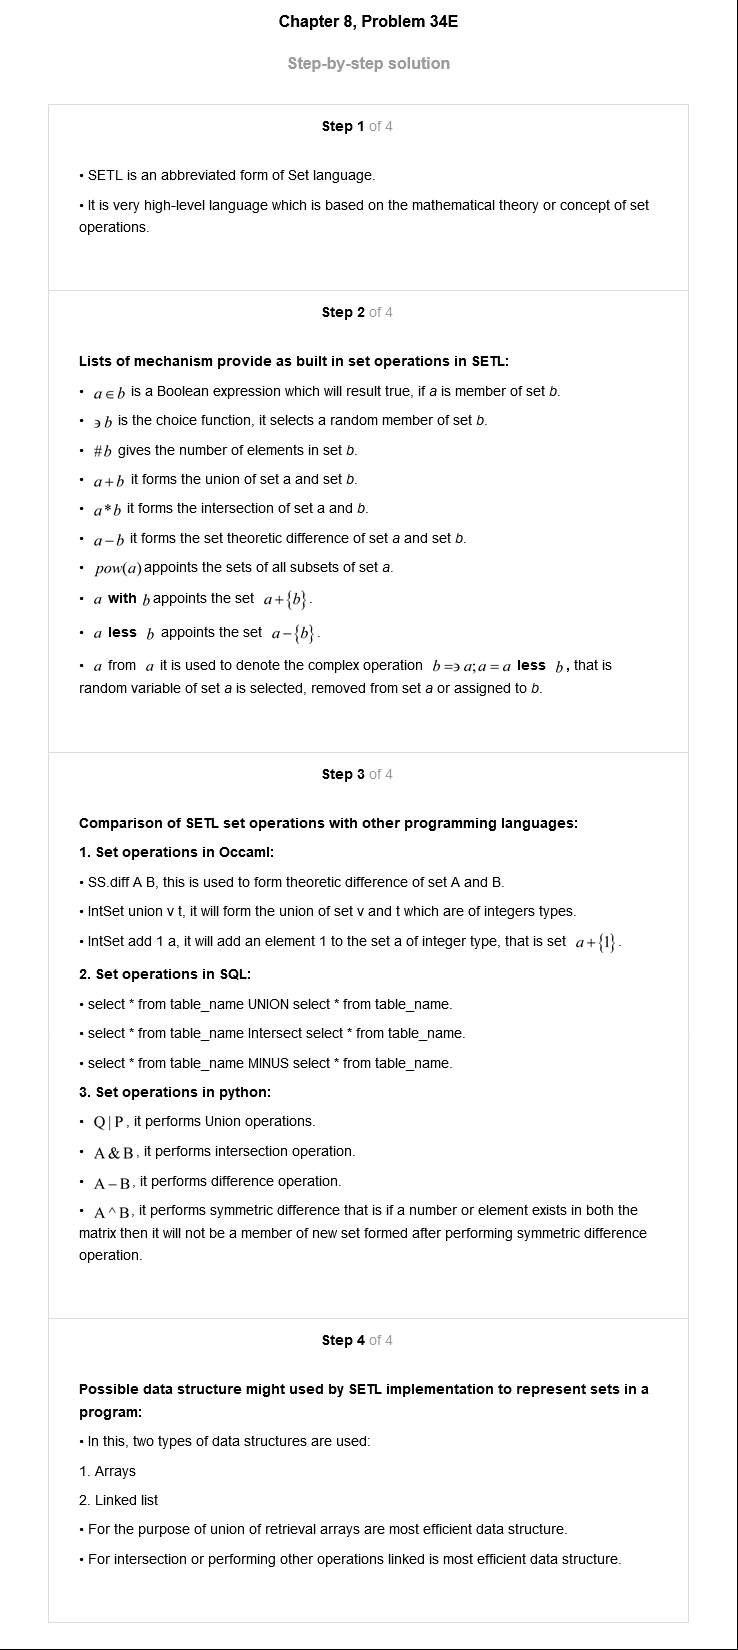 Chapter 8, Problem 34E
Step-by-step solution
Step 1 of 4
• SETL is an abbreviated form of Set language.
• It is very high-level language which is based on the mathematical theory or concept of set
operations.
Step 2 of 4
Lists of mechanism provide as built in set operations in SETL:
• a ∈ b is a Boolean expression which will result true, if a is member of set b.
• ∍ b is the choice function, it selects a random member of set b.
• #b gives the number of elements in set b.
• a + b it forms the union of set a and set b.
• a * b it forms the intersection of set a and b.
• a − b it forms the set theoretic difference of set a and set b.
• pow(a) appoints the sets of all subsets of set a.
• a with b appoints the set a + {b}.
• a less b appoints the set a − {b}.
• a from a it is used to denote the complex operation b =∍ a; a = a less b, that is
random variable of set a is selected, removed from set a or assigned to b.
Step 3 of 4
Comparison of SETL set operations with other programming languages:
1. Set operations in Occaml:
• SS.diff A B, this is used to form theoretic difference of set A and B.
• IntSet union v t, it will form the union of set v and t which are of integers types.
• IntSet add 1 a, it will add an element 1 to the set a of integer type, that is set a + {1}.
2. Set operations in SQL:
• select * from table_name UNION select * from table_name.
• select * from table_name Intersect select * from table_name.
• select * from table_name MINUS select * from table_name.
3. Set operations in python:
• Q | P, it performs Union operations.
• A & B, it performs intersection operation.
• A − B, it performs difference operation.
• A ^ B, it performs symmetric difference that is if a number or element exists in both the
matrix then it will not be a member of new set formed after performing symmetric difference
operation.
Step 4 of 4
Possible data structure might used by SETL implementation to represent sets in a
program:
• In this, two types of data structures are used:
1. Arrays
2. Linked list
• For the purpose of union of retrieval arrays are most efficient data structure.
• For intersection or performing other operations linked is most efficient data structure.